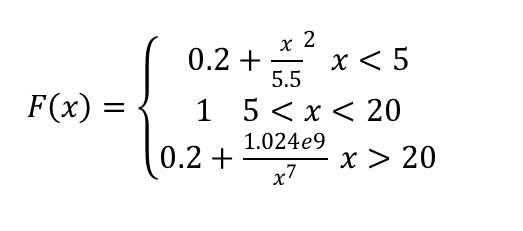 F(x) = { 0.2 + x/5.5 ^2 x < 5
1 5 < x < 20
0.2 + 1.024e9/x^7 x > 20